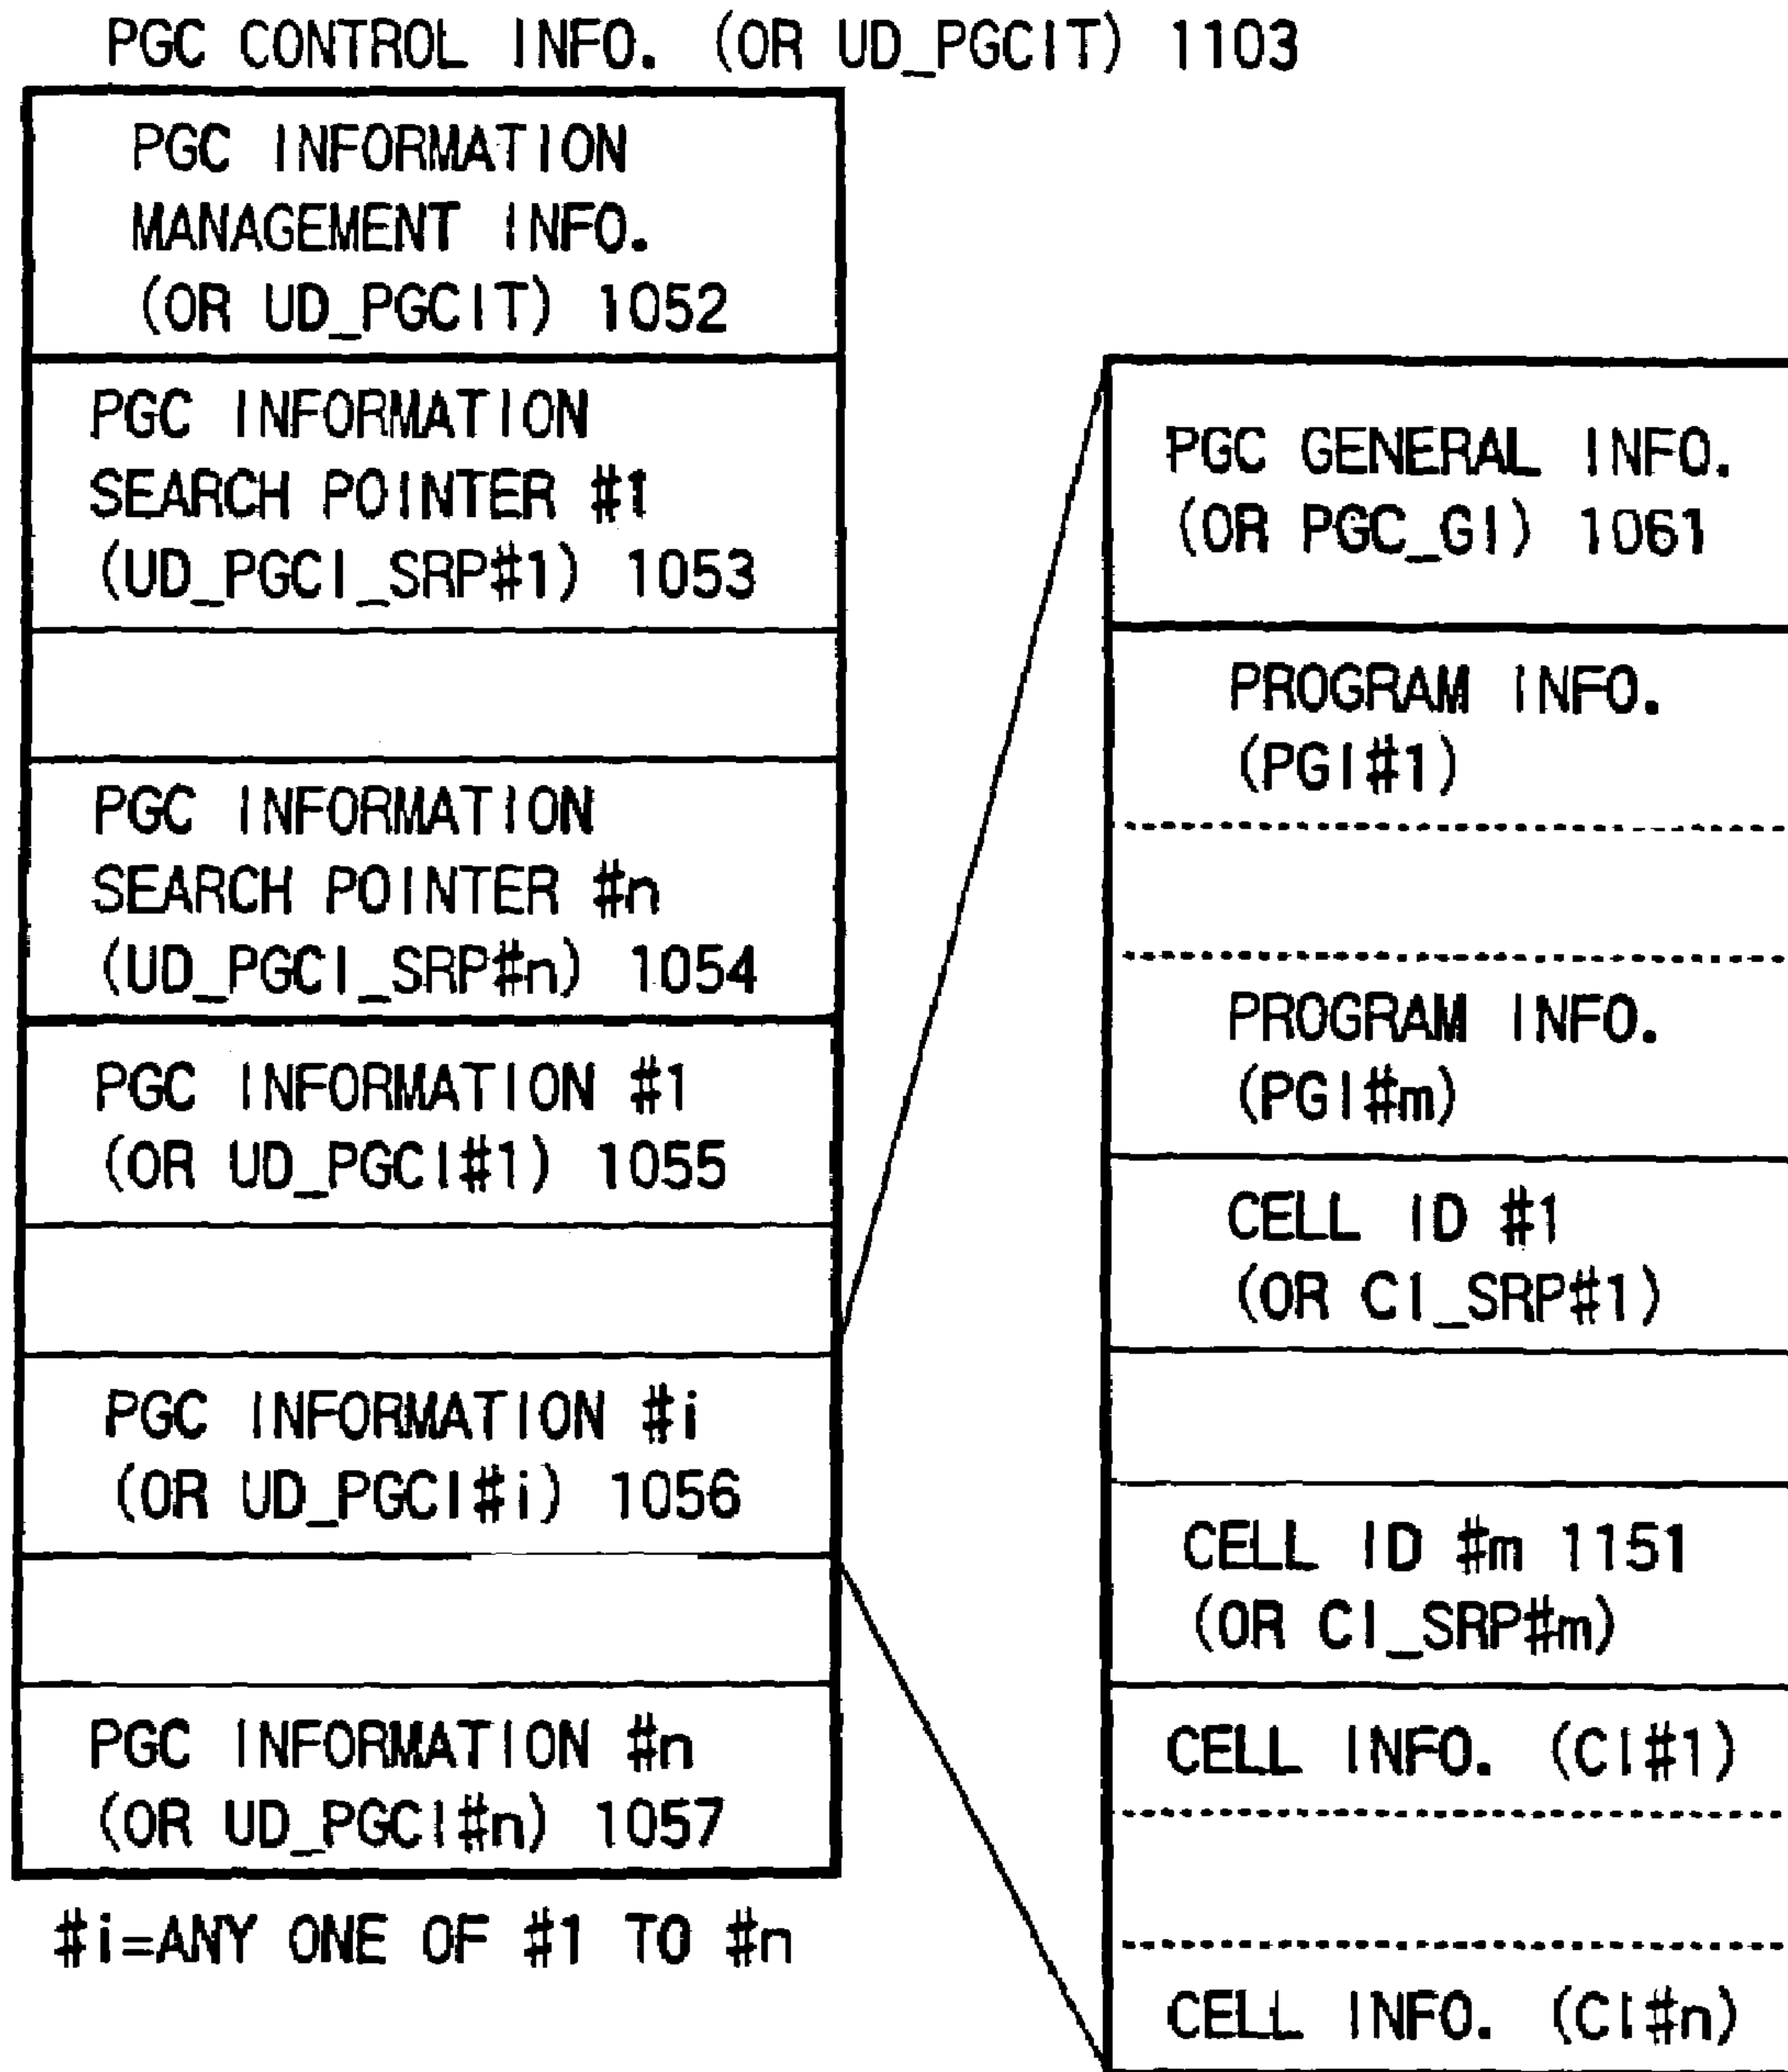 PGC CONTROL INFO. (OR UD_PGCIT) 1103
PGC INFORMATION
MANAGEMENT INFO.
(OR UD_PGCIT) 1052
PGC INFORMATION
SEARCH POINTER #1
(UD_PGCI_SRP#1) 1053
PGC INFORMATION
SEARCH POINTER #n
(UD_PGCI_SRP#n) 1054
PGC INFORMATION #1
(OR UD_PGCI#1) 1055
PGC INFORMATION #i
(OR UD_PGCI#i) 1056
PGC INFORMATION #n
(OR UD_PGCI#n) 1057
#i=ANY ONE OF #1 TO #n
PGC GENERAL INFO.
(OR PGC_GI) 1061
PROGRAM INFO.
(PGI#1)
PROGRAM INFO.
(PGI#m)
CELL ID #1
(OR CI_SRP#1)
CELL ID #m 1151
(OR CI_SRP#m)
CELL INFO. (CI#1)
CELL INFO. (CI#n)